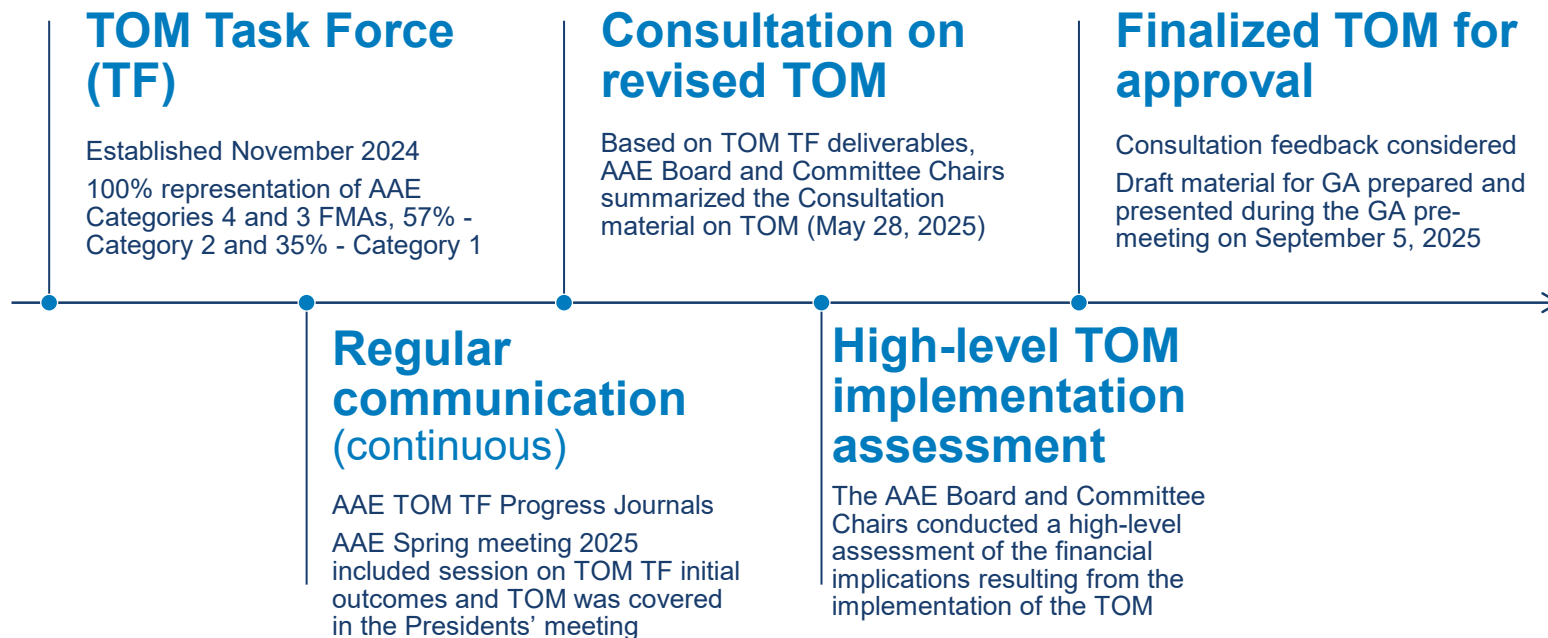 TOM Task Force
(TF)
Established November 2024
100% representation of AAE
Categories 4 and 3 FMAs, 57% -
Category 2 and 35% - Category 1
Consultation on
revised TOM
Based on TOM TF deliverables,
AAE Board and Committee Chairs
summarized the Consultation
material on TOM (May 28, 2025)
Finalized TOM for
approval
Consultation feedback considered
Draft material for GA prepared and
presented during the GA pre-
meeting on September 5, 2025
Regular
communication
(continuous)
AAE TOM TF Progress Journals
AAE Spring meeting 2025
included session on TOM TF initial
outcomes and TOM was covered
in the Presidents’ meeting
High-level TOM
implementation
assessment
The AAE Board and Committee
Chairs conducted a high-level
assessment of the financial
implications resulting from the
implementation of the TOM